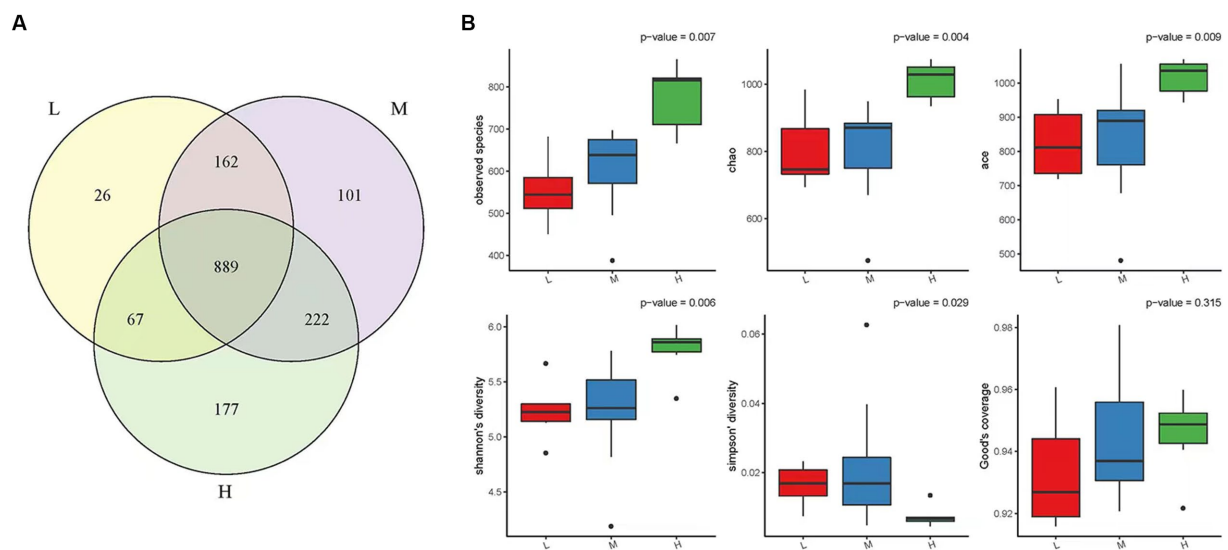 A
L
M
H
26
162
101
889
67
222
177
B
p-value = 0.007
observed species
800
700
600
500
400
L
M
H
p-value = 0.004
chao
1000
800
600
L
M
H
p-value = 0.009
ace
1000
900
800
700
600
500
L
M
H
p-value = 0.006
shannon's diversity
6.0
5.5
5.0
4.5
L
M
H
p-value = 0.029
simpson' diversity
0.06
0.04
0.02
L
M
H
p-value = 0.315
Good's coverage
0.98
0.96
0.94
0.92
L
M
H